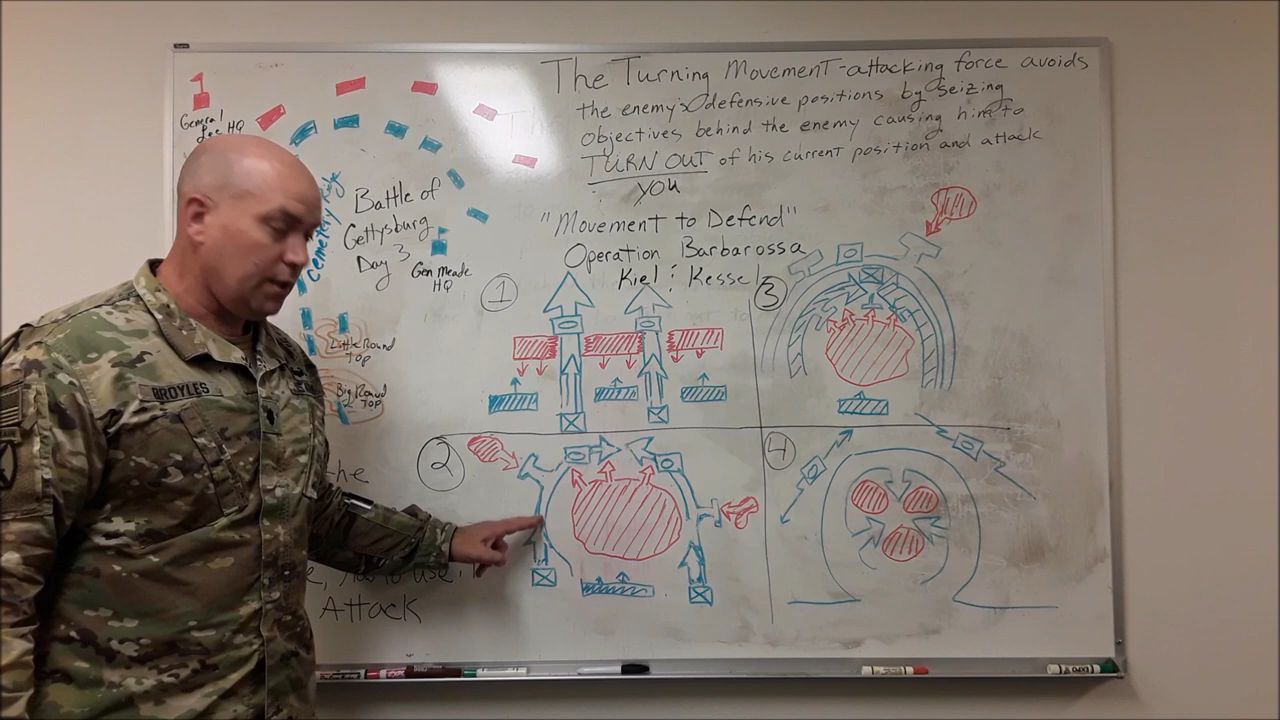 The Turning Movement-attacking force avoids
the enemy's defensive positions by seizing
objectives behind the enemy causing him to
TURN OUT of his current position and attack
you
"Movement to Defend"
Operation Barbarossa
Kiel : Kessel
General
Lee HQ
Cemetery Ridge
Battle of
Gettysburg
Day 3
Gen Meade
HQ
Little Round
Top
Big Round
Top
1
2
3
4
BROYLES
the
use
Attack
EXPO